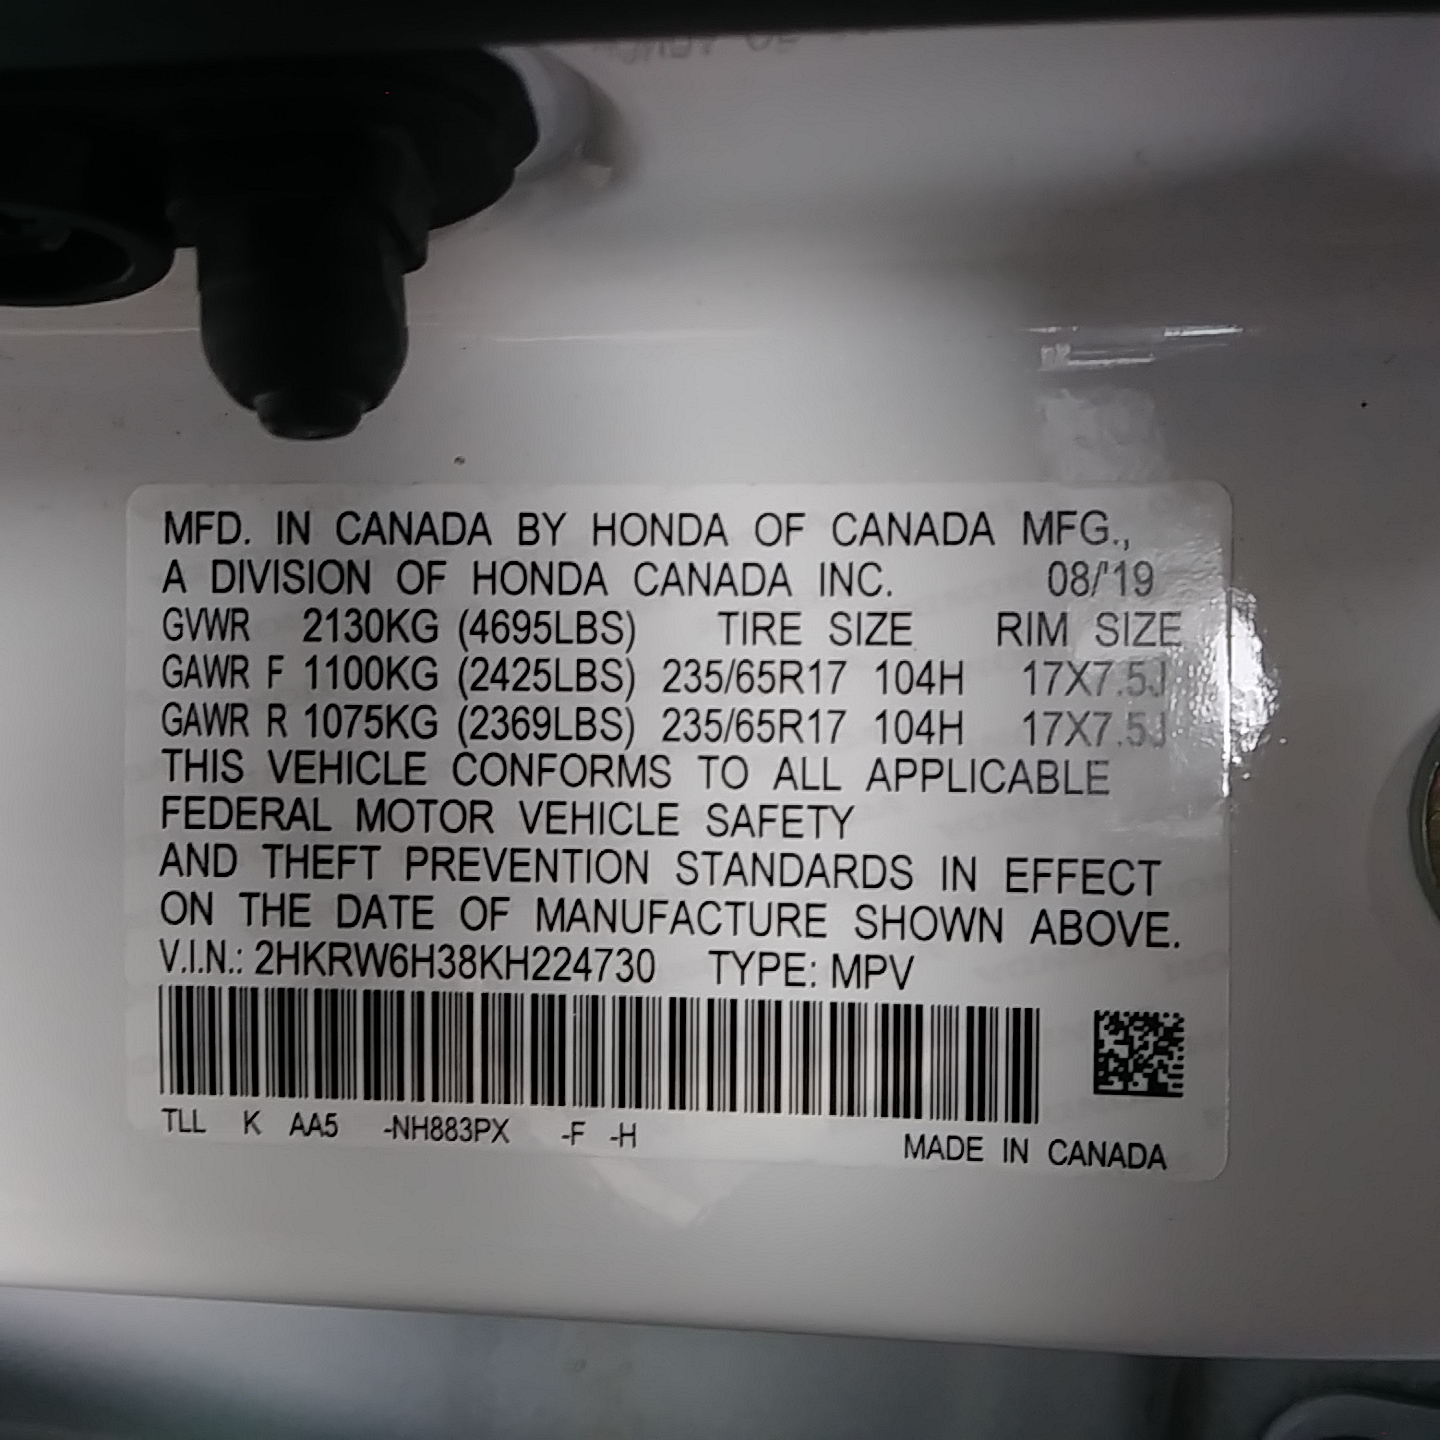 MFD. IN CANADA BY HONDA OF CANADA MFG.,
A DIVISION OF HONDA CANADA INC. 08/'19
GVWR 2130KG (4695LBS) TIRE SIZE RIM SIZE
GAWR F 1100KG (2425LBS) 235/65R17 104H 17X7.5J
GAWR R 1075KG (2369LBS) 235/65R17 104H 17X7.5J
THIS VEHICLE CONFORMS TO ALL APPLICABLE
FEDERAL MOTOR VEHICLE SAFETY
AND THEFT PREVENTION STANDARDS IN EFFECT
ON THE DATE OF MANUFACTURE SHOWN ABOVE.
V.I.N.: 2HKRW6H38KH224730 TYPE: MPV
TLL K AA5 -NH883PX -F -H
MADE IN CANADA